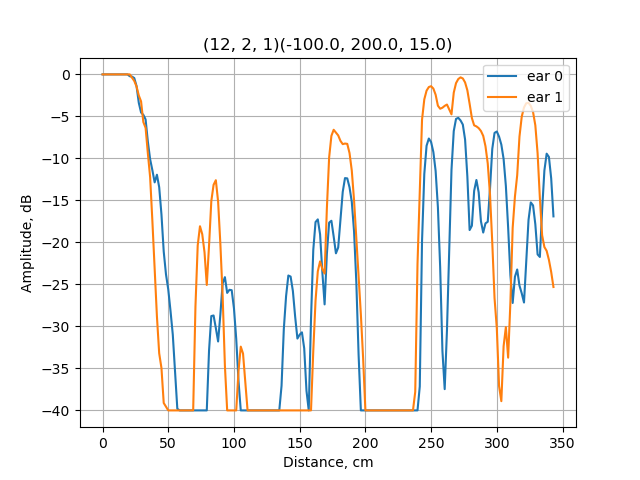 (12, 2, 1)(-100.0, 200.0, 15.0)
ear 0
ear 1
0
−5
−10
−15
−20
−25
−30
−35
−40
Amplitude, dB
0 50 100 150 200 250 300 350
Distance, cm